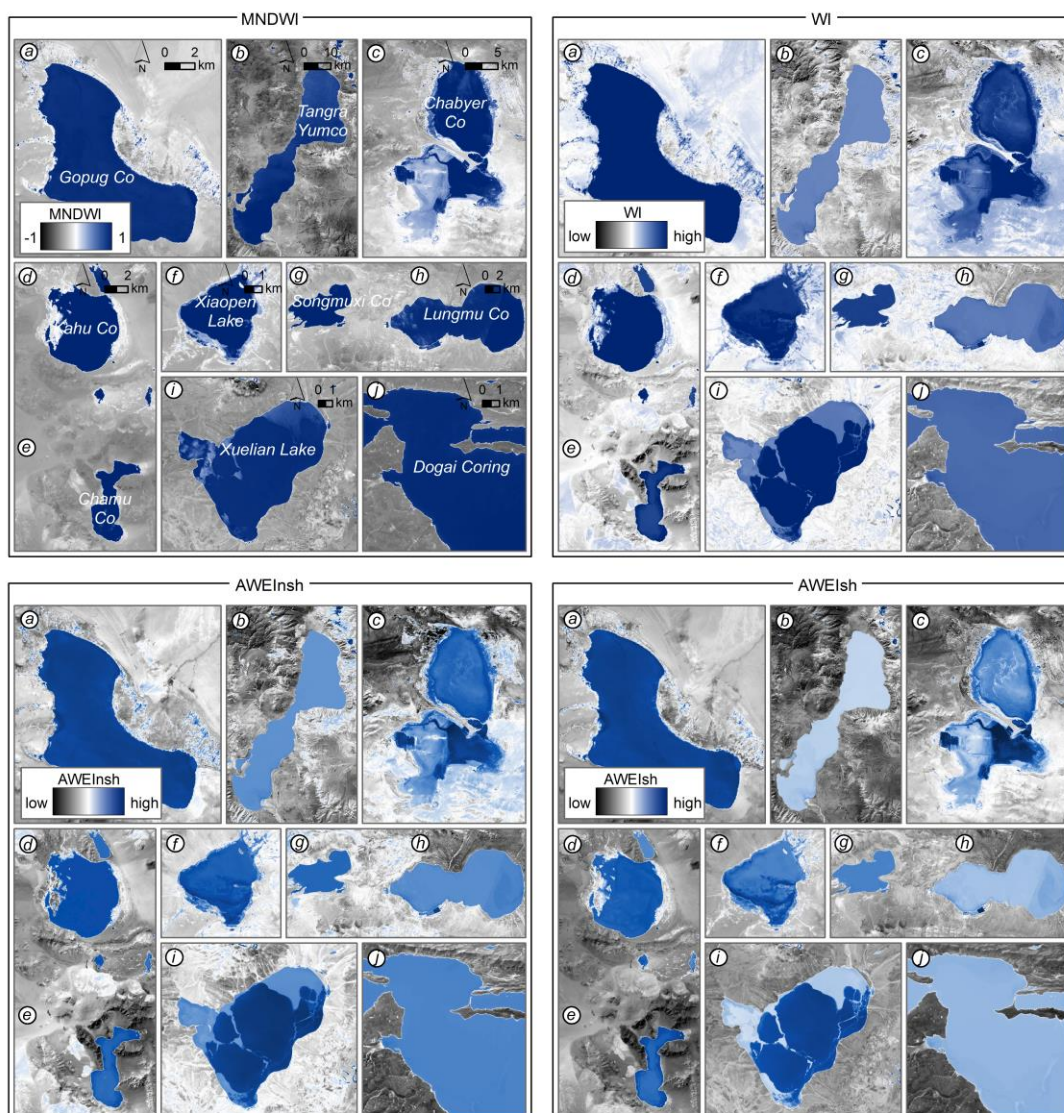 MNDWI
a
0 2
km
N
b
0 10
km
N
Tangra
Yumco
c
0 5
km
N
Chabyer
Co
Gopug Co
MNDWI
-1 1
d
0 2
km
N
Kahu Co
f
0 1
km
N
Xiaopen
Lake
g
Songmuxi Co
h
0 2
km
N
Lungmu Co
e
Chamu
Co
i
0 1
km
N
Xuelian Lake
j
0 1
km
N
Dogai Coring
WI
a
b
c
WI
low high
d
f
g
h
e
i
j
AWEInsh
a
b
c
AWEInsh
low high
d
f
g
h
e
i
j
AWEIsh
a
b
c
AWEIsh
low high
d
f
g
h
e
i
j